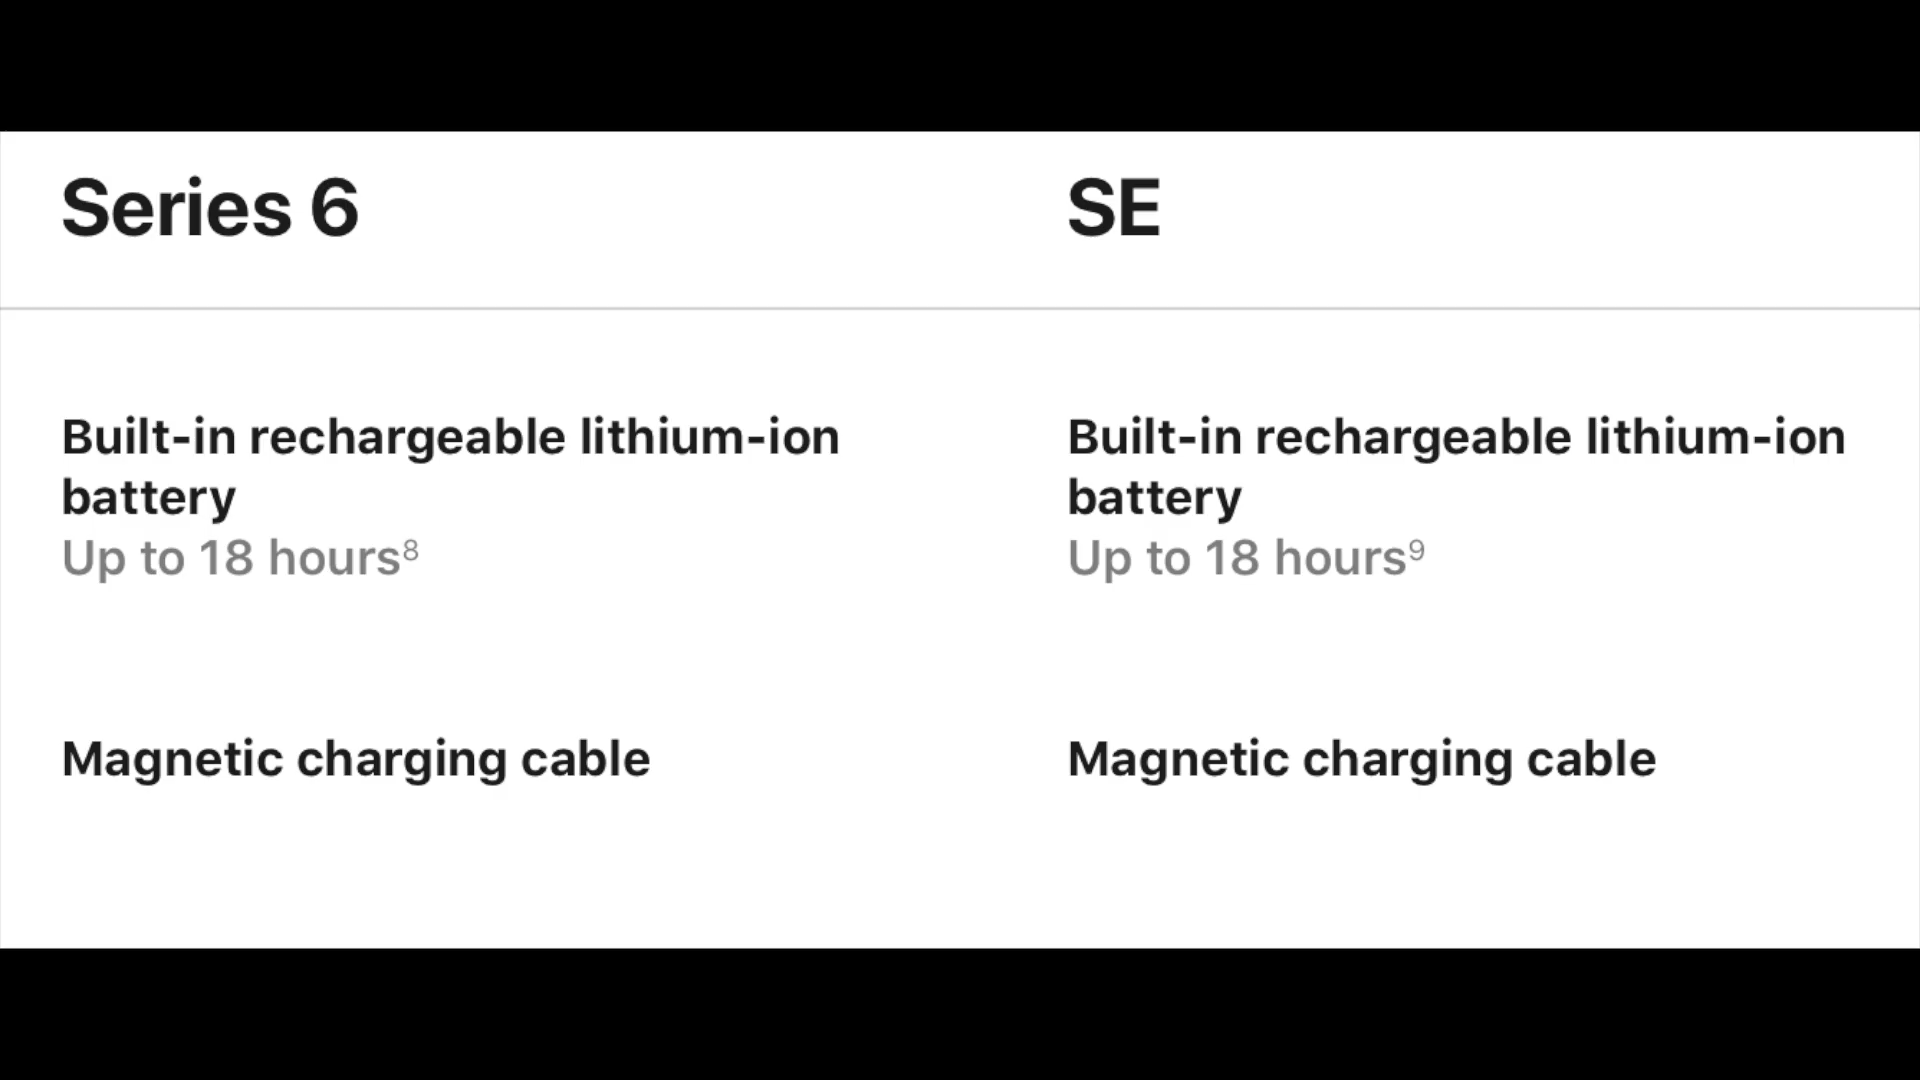 Series 6
SE
Built-in rechargeable lithium-ion
battery
Up to 18 hours⁸
Built-in rechargeable lithium-ion
battery
Up to 18 hours⁹
Magnetic charging cable
Magnetic charging cable